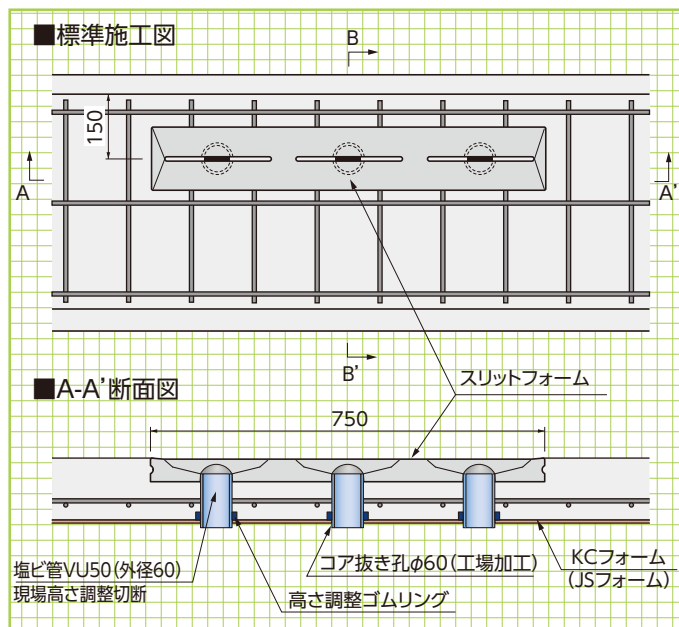 ■標準施工図
B
150
A
A'
B'
スリットフォーム
■A-A'断面図
750
塩ビ管VU50(外径60)
現場高さ調整切断
コア抜き孔φ60(工場加工)
高さ調整ゴムリング
KCフォーム
(JSフォーム)